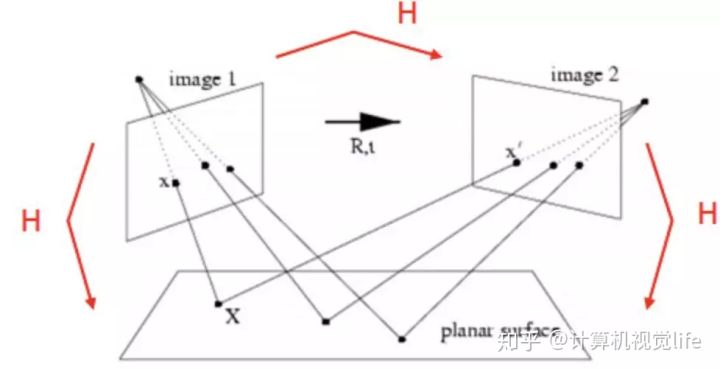 H
image 1
image 2
R,t
x
x'
H
H
X
planar surface
知乎 @计算机视觉life